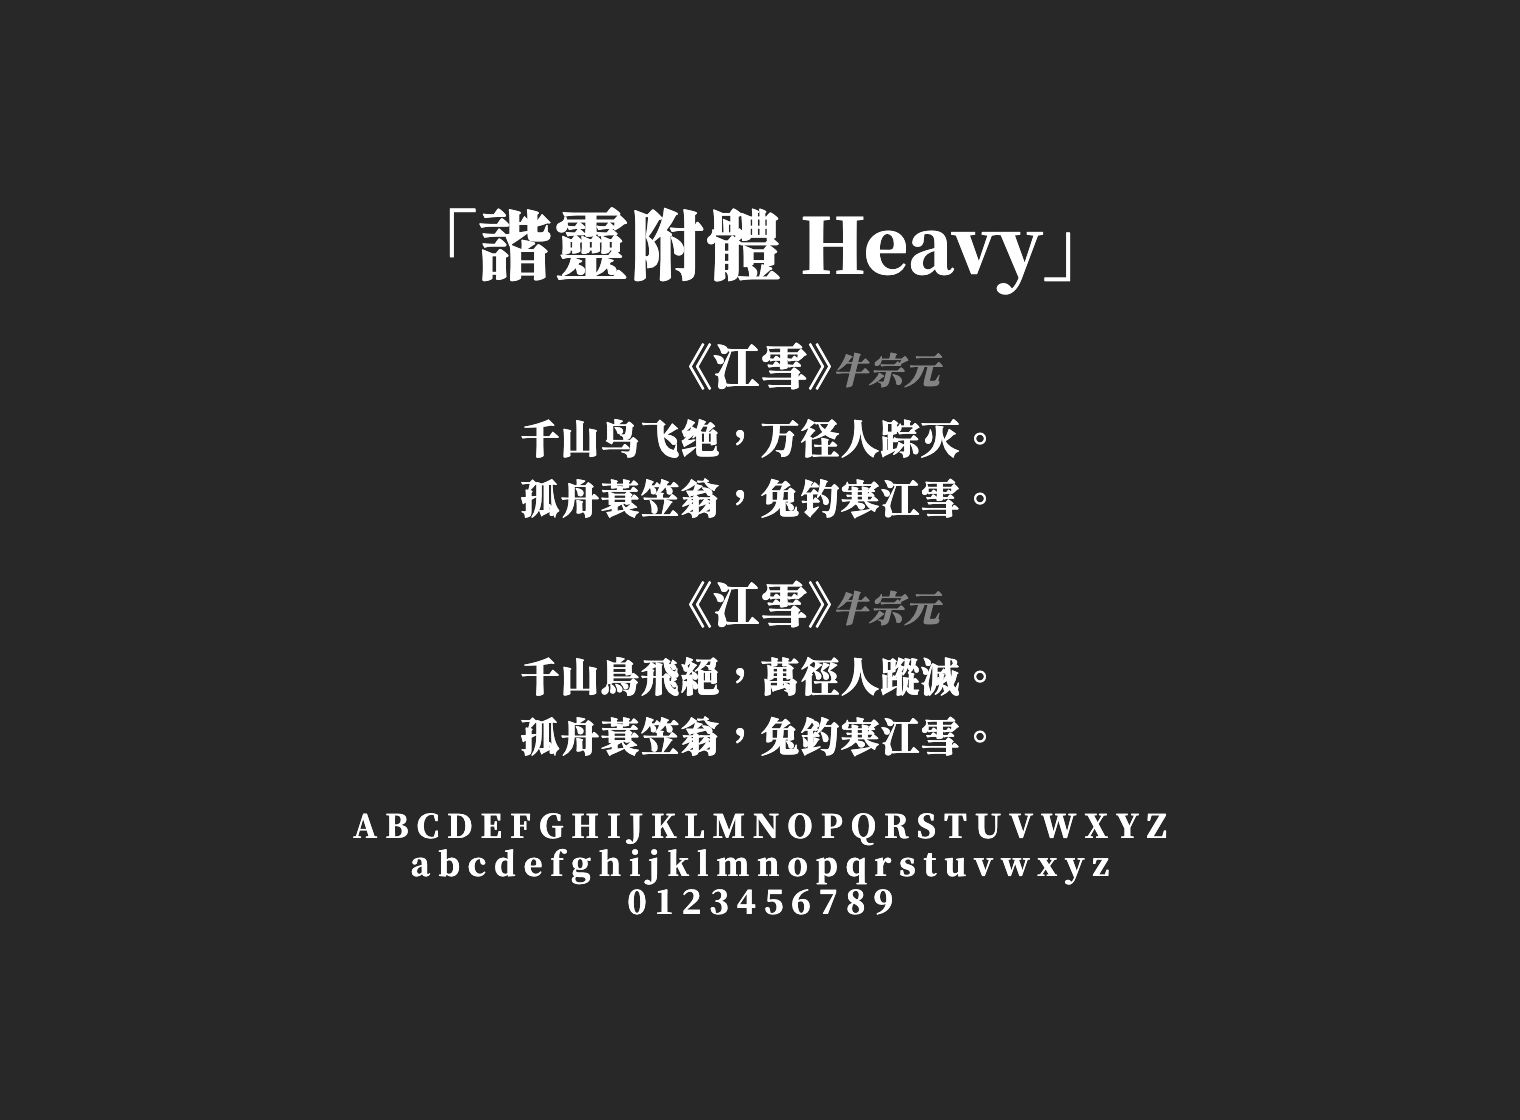 「諧靈附體 Heavy」
《江雪》牛宗元
千山鸟飞绝，万径人踪灭。
孤舟蓑笠翁，兔钓寒江雪。
《江雪》牛宗元
千山鳥飛絕，萬徑人蹤滅。
孤舟蓑笠翁，兔釣寒江雪。
A B C D E F G H I J K L M N O P Q R S T U V W X Y Z
a b c d e f g h i j k l m n o p q r s t u v w x y z
0 1 2 3 4 5 6 7 8 9